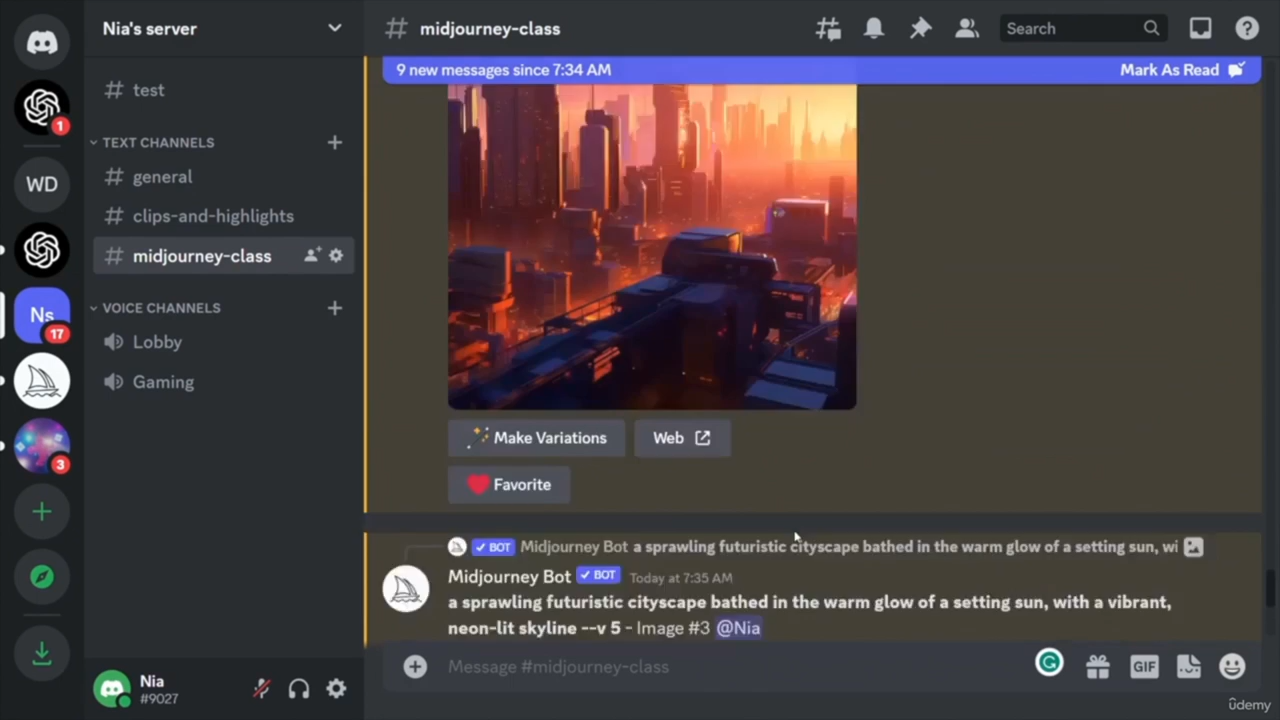 Nia's server
midjourney-class
Search
9 new messages since 7:34 AM
Mark As Read
test
TEXT CHANNELS
general
clips-and-highlights
midjourney-class
VOICE CHANNELS
Lobby
Gaming
1
WD
Ns
17
3
Make Variations
Web
Favorite
BOT Midjourney Bot a sprawling futuristic cityscape bathed in the warm glow of a setting sun, wi
Midjourney Bot BOT Today at 7:35 AM
a sprawling futuristic cityscape bathed in the warm glow of a setting sun, with a vibrant,
neon-lit skyline --v 5 - Image #3 @Nia
Message #midjourney-class
GIF
Nia
#9027
ûdemy